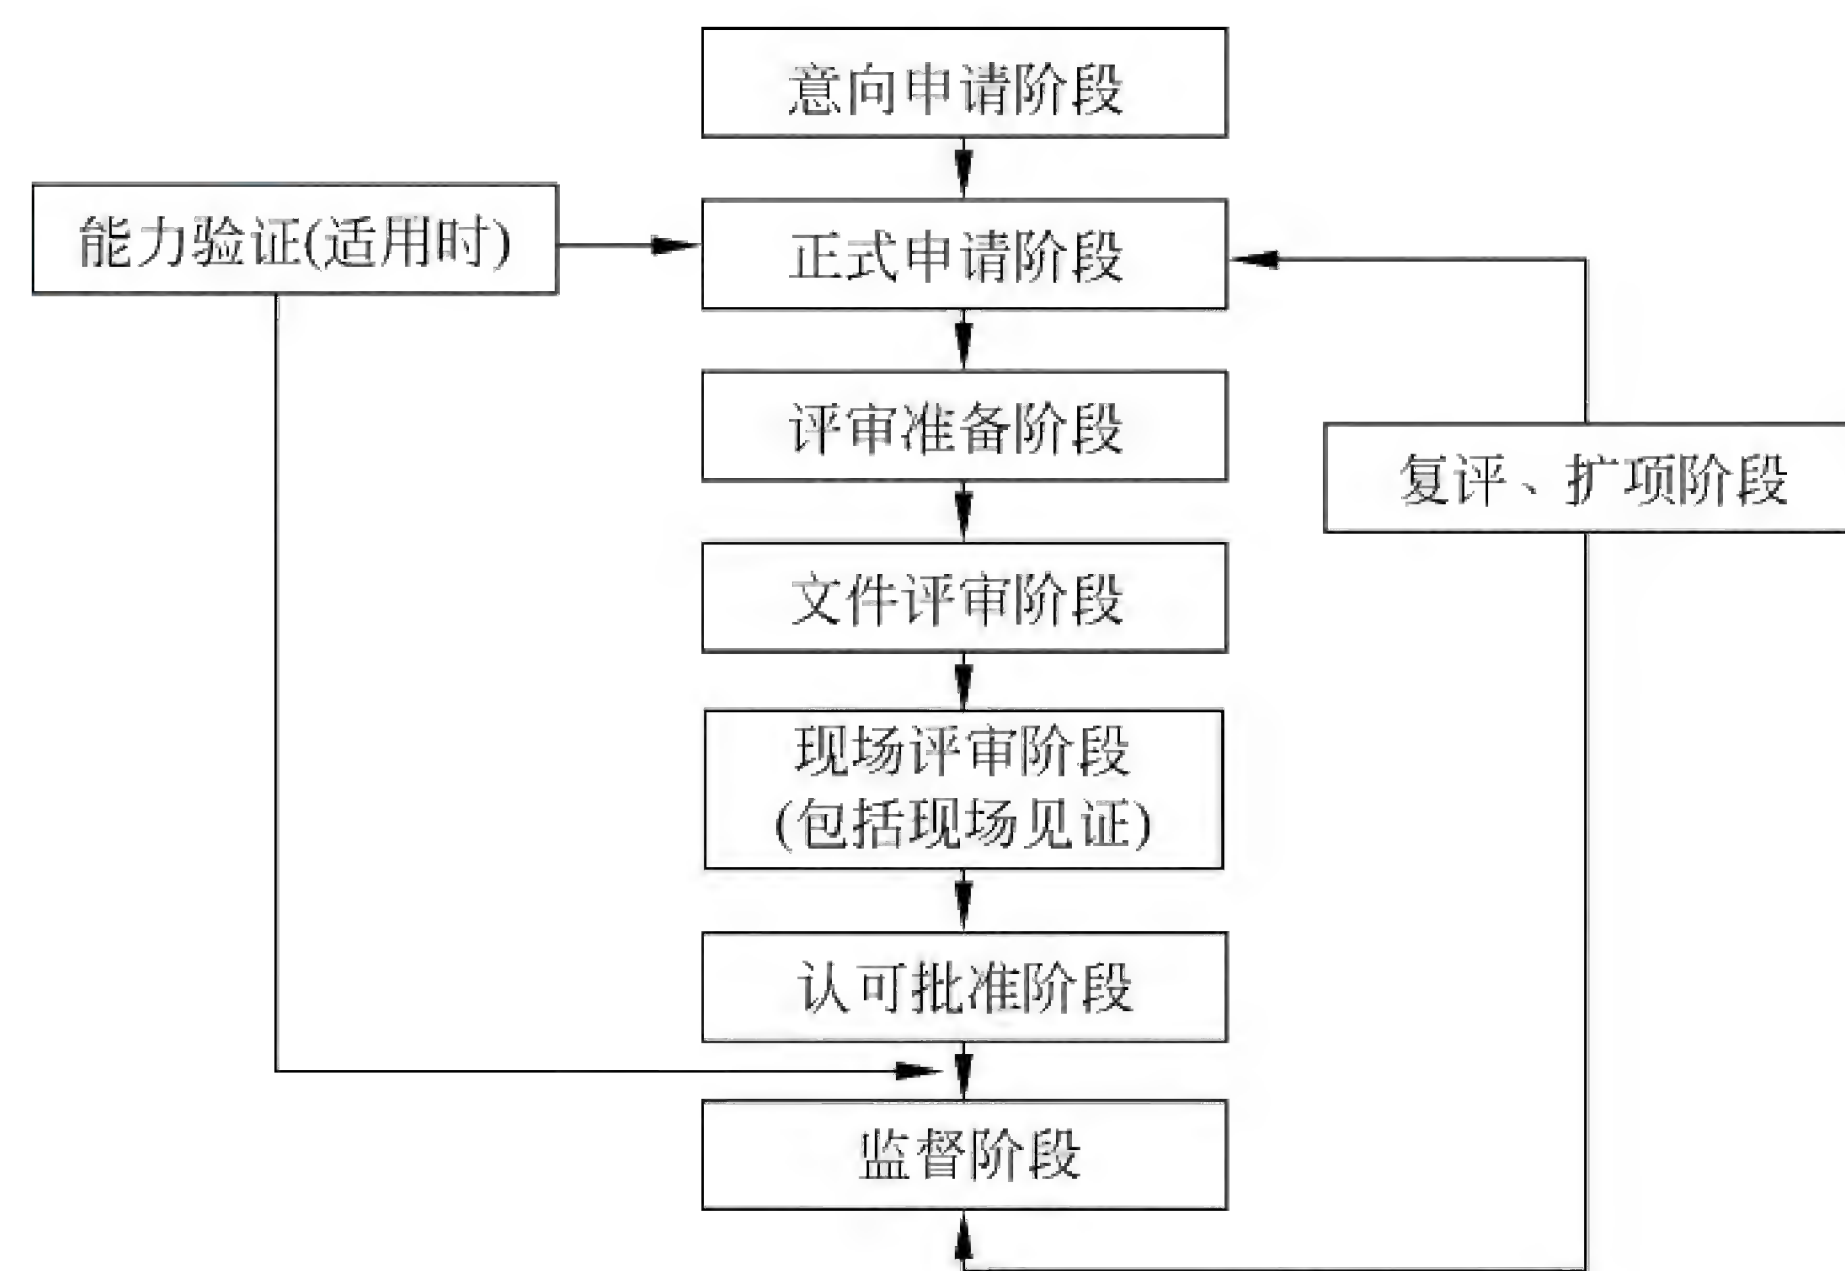 意向申请阶段
能力验证(适用时)
正式申请阶段
评审准备阶段
复评、扩项阶段
文件评审阶段
现场评审阶段
(包括现场见证)
认可批准阶段
监督阶段